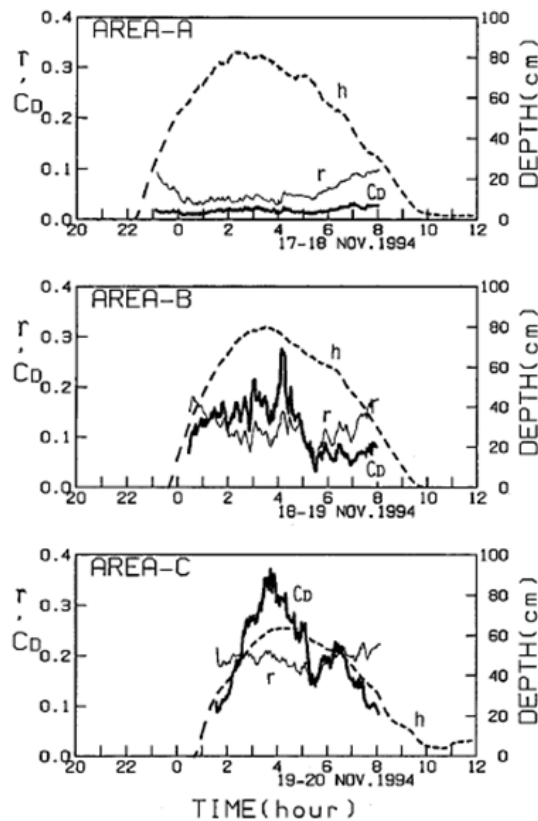 AREA-A
r, CD
0.4
0.3
0.2
0.1
0.0
100
80
60
40
20
0
DEPTH(cm)
h
r
CD
20 22 0 2 4 6 8 10 12
17-18 NOV.1994
AREA-B
r, CD
0.4
0.3
0.2
0.1
0.0
100
80
60
40
20
0
DEPTH(cm)
h
r
r
CD
20 22 0 2 4 6 8 10 12
18-19 NOV.1994
AREA-C
r, CD
0.4
0.3
0.2
0.1
0.0
100
80
60
40
20
0
DEPTH(cm)
CD
r
h
20 22 0 2 4 6 8 10 12
19-20 NOV.1994
TIME(hour)